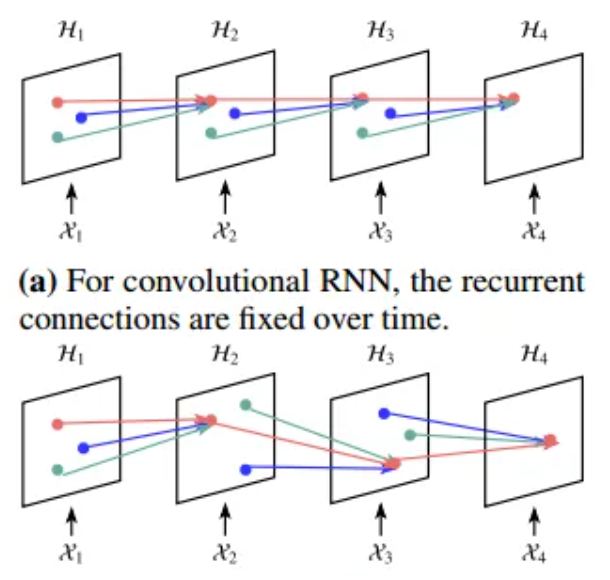 ℋ₁ ℋ₂ ℋ₃ ℋ₄
𝒳₁ 𝒳₂ 𝒳₃ 𝒳₄
(a) For convolutional RNN, the recurrent
connections are fixed over time.
ℋ₁ ℋ₂ ℋ₃ ℋ₄
𝒳₁ 𝒳₂ 𝒳₃ 𝒳₄